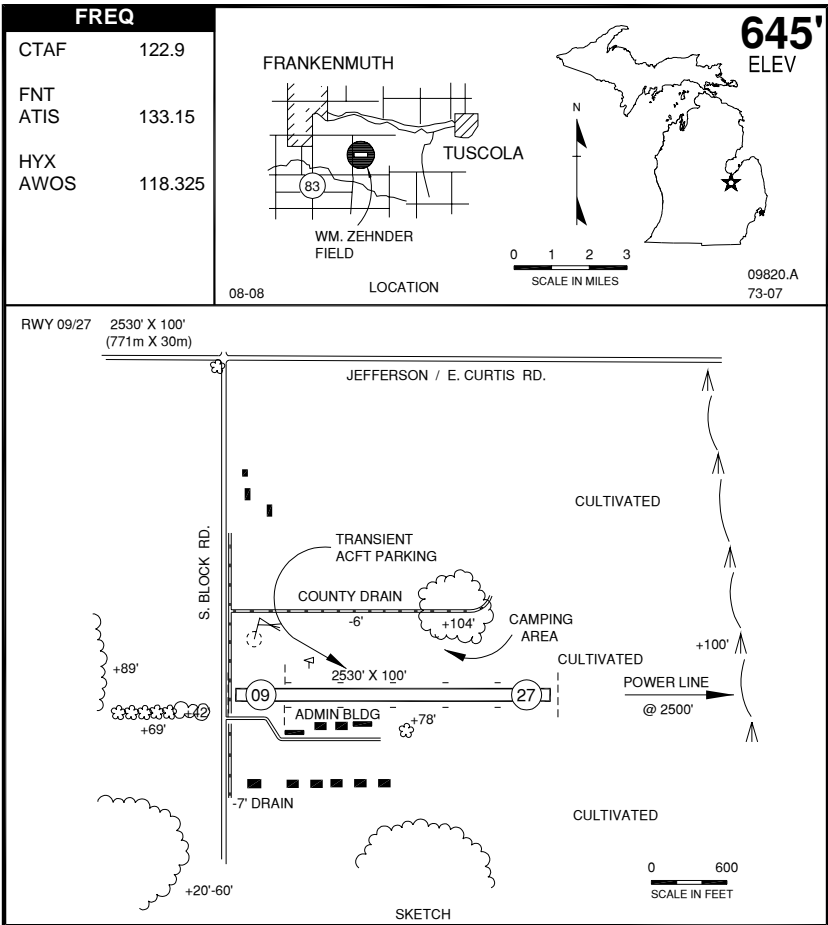 FREQ
CTAF 122.9
FNT
ATIS 133.15
HYX
AWOS 118.325
FRANKENMUTH
TUSCOLA
83
WM. ZEHNDER
FIELD
08-08
LOCATION
N
0 1 2 3
SCALE IN MILES
645'
ELEV
09820.A
73-07
RWY 09/27 2530' X 100'
(771m X 30m)
JEFFERSON / E. CURTIS RD.
S. BLOCK RD.
CULTIVATED
TRANSIENT
ACFT PARKING
COUNTY DRAIN
-6'
+104'
CAMPING
AREA
+100'
CULTIVATED
+89'
2530' X 100'
09
27
POWER LINE
@ 2500'
+42
+69'
ADMIN BLDG
+78'
-7' DRAIN
CULTIVATED
+20'-60'
0 600
SCALE IN FEET
SKETCH